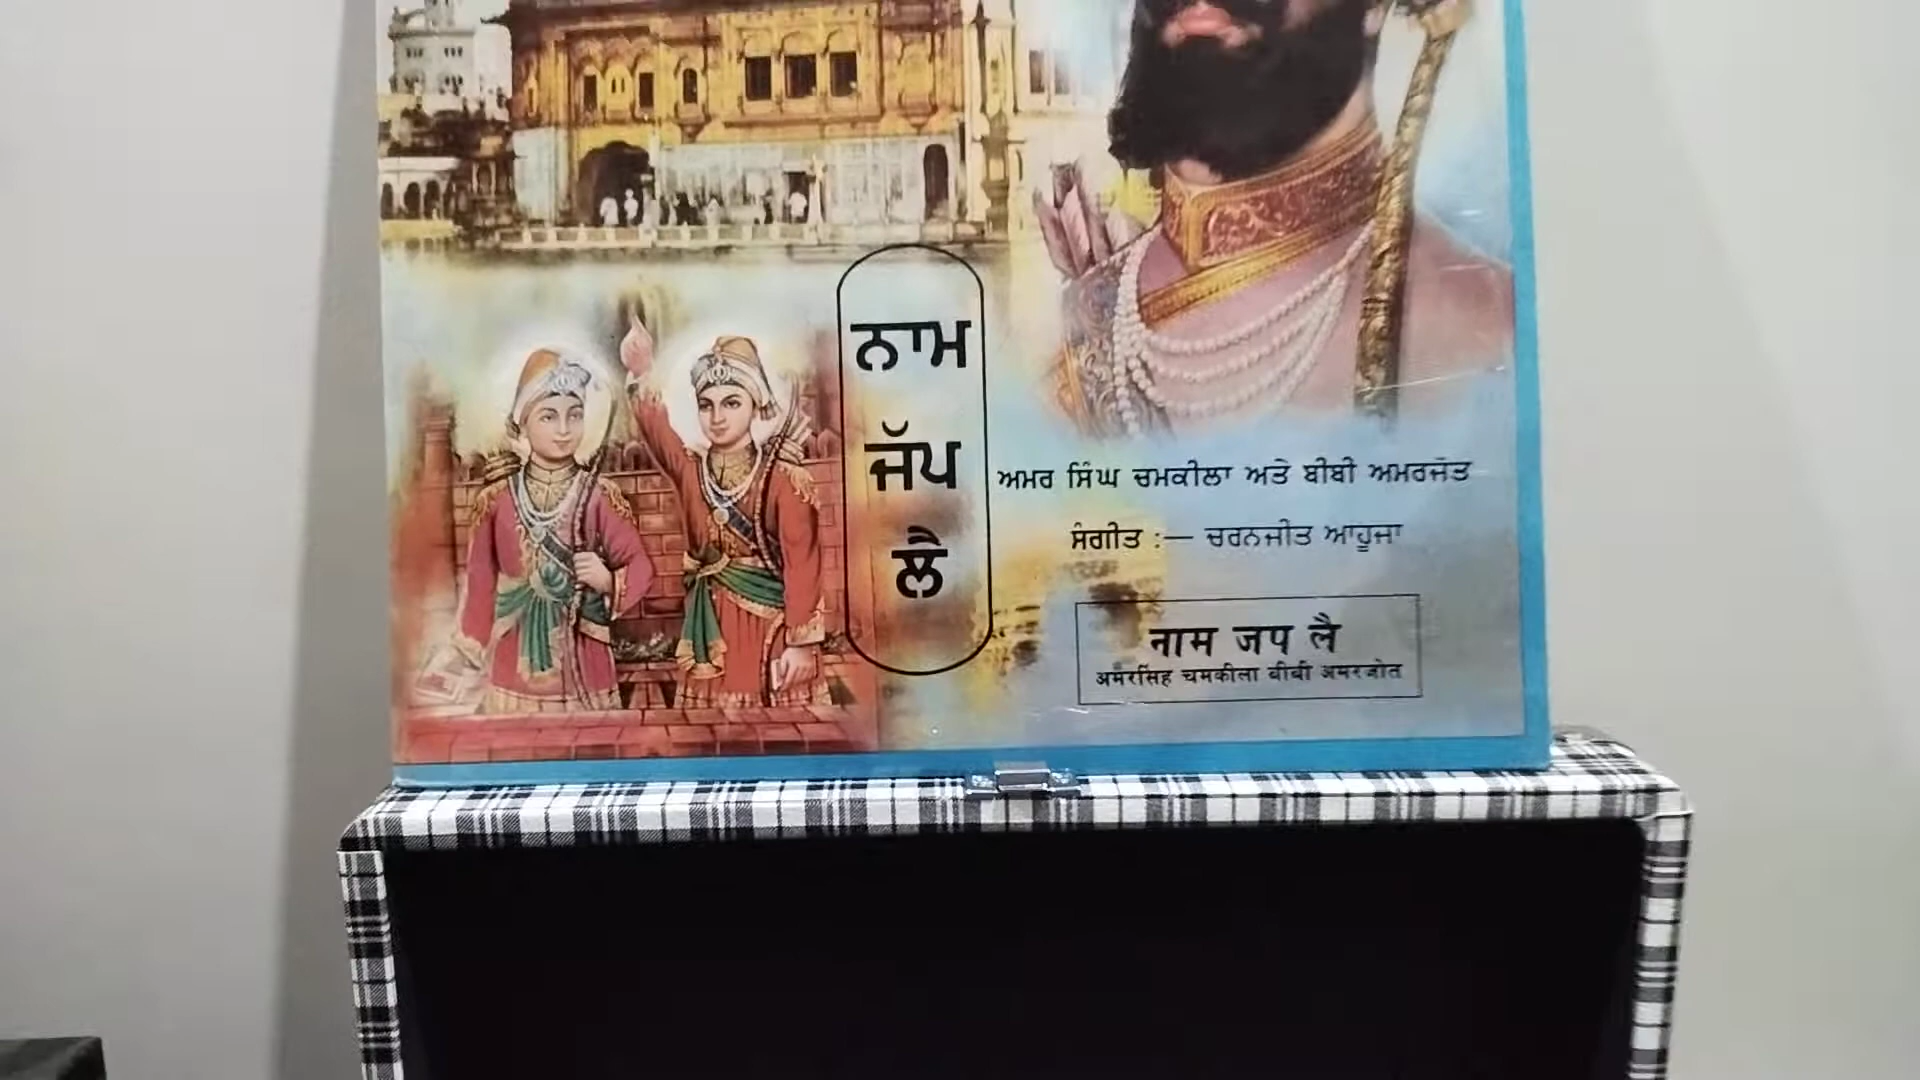 ਨਾਮ
ਜੱਪ
ਲੈ
ਅਮਰ ਸਿੰਘ ਚਮਕੀਲਾ ਅਤੇ ਬੀਬੀ ਅਮਰਜੋਤ
ਸੰਗੀਤ :— ਚਰਨਜੀਤ ਆਹੂਜਾ
नाम जप लै
अमरसिंह चमकीला बीबी अमरजोत